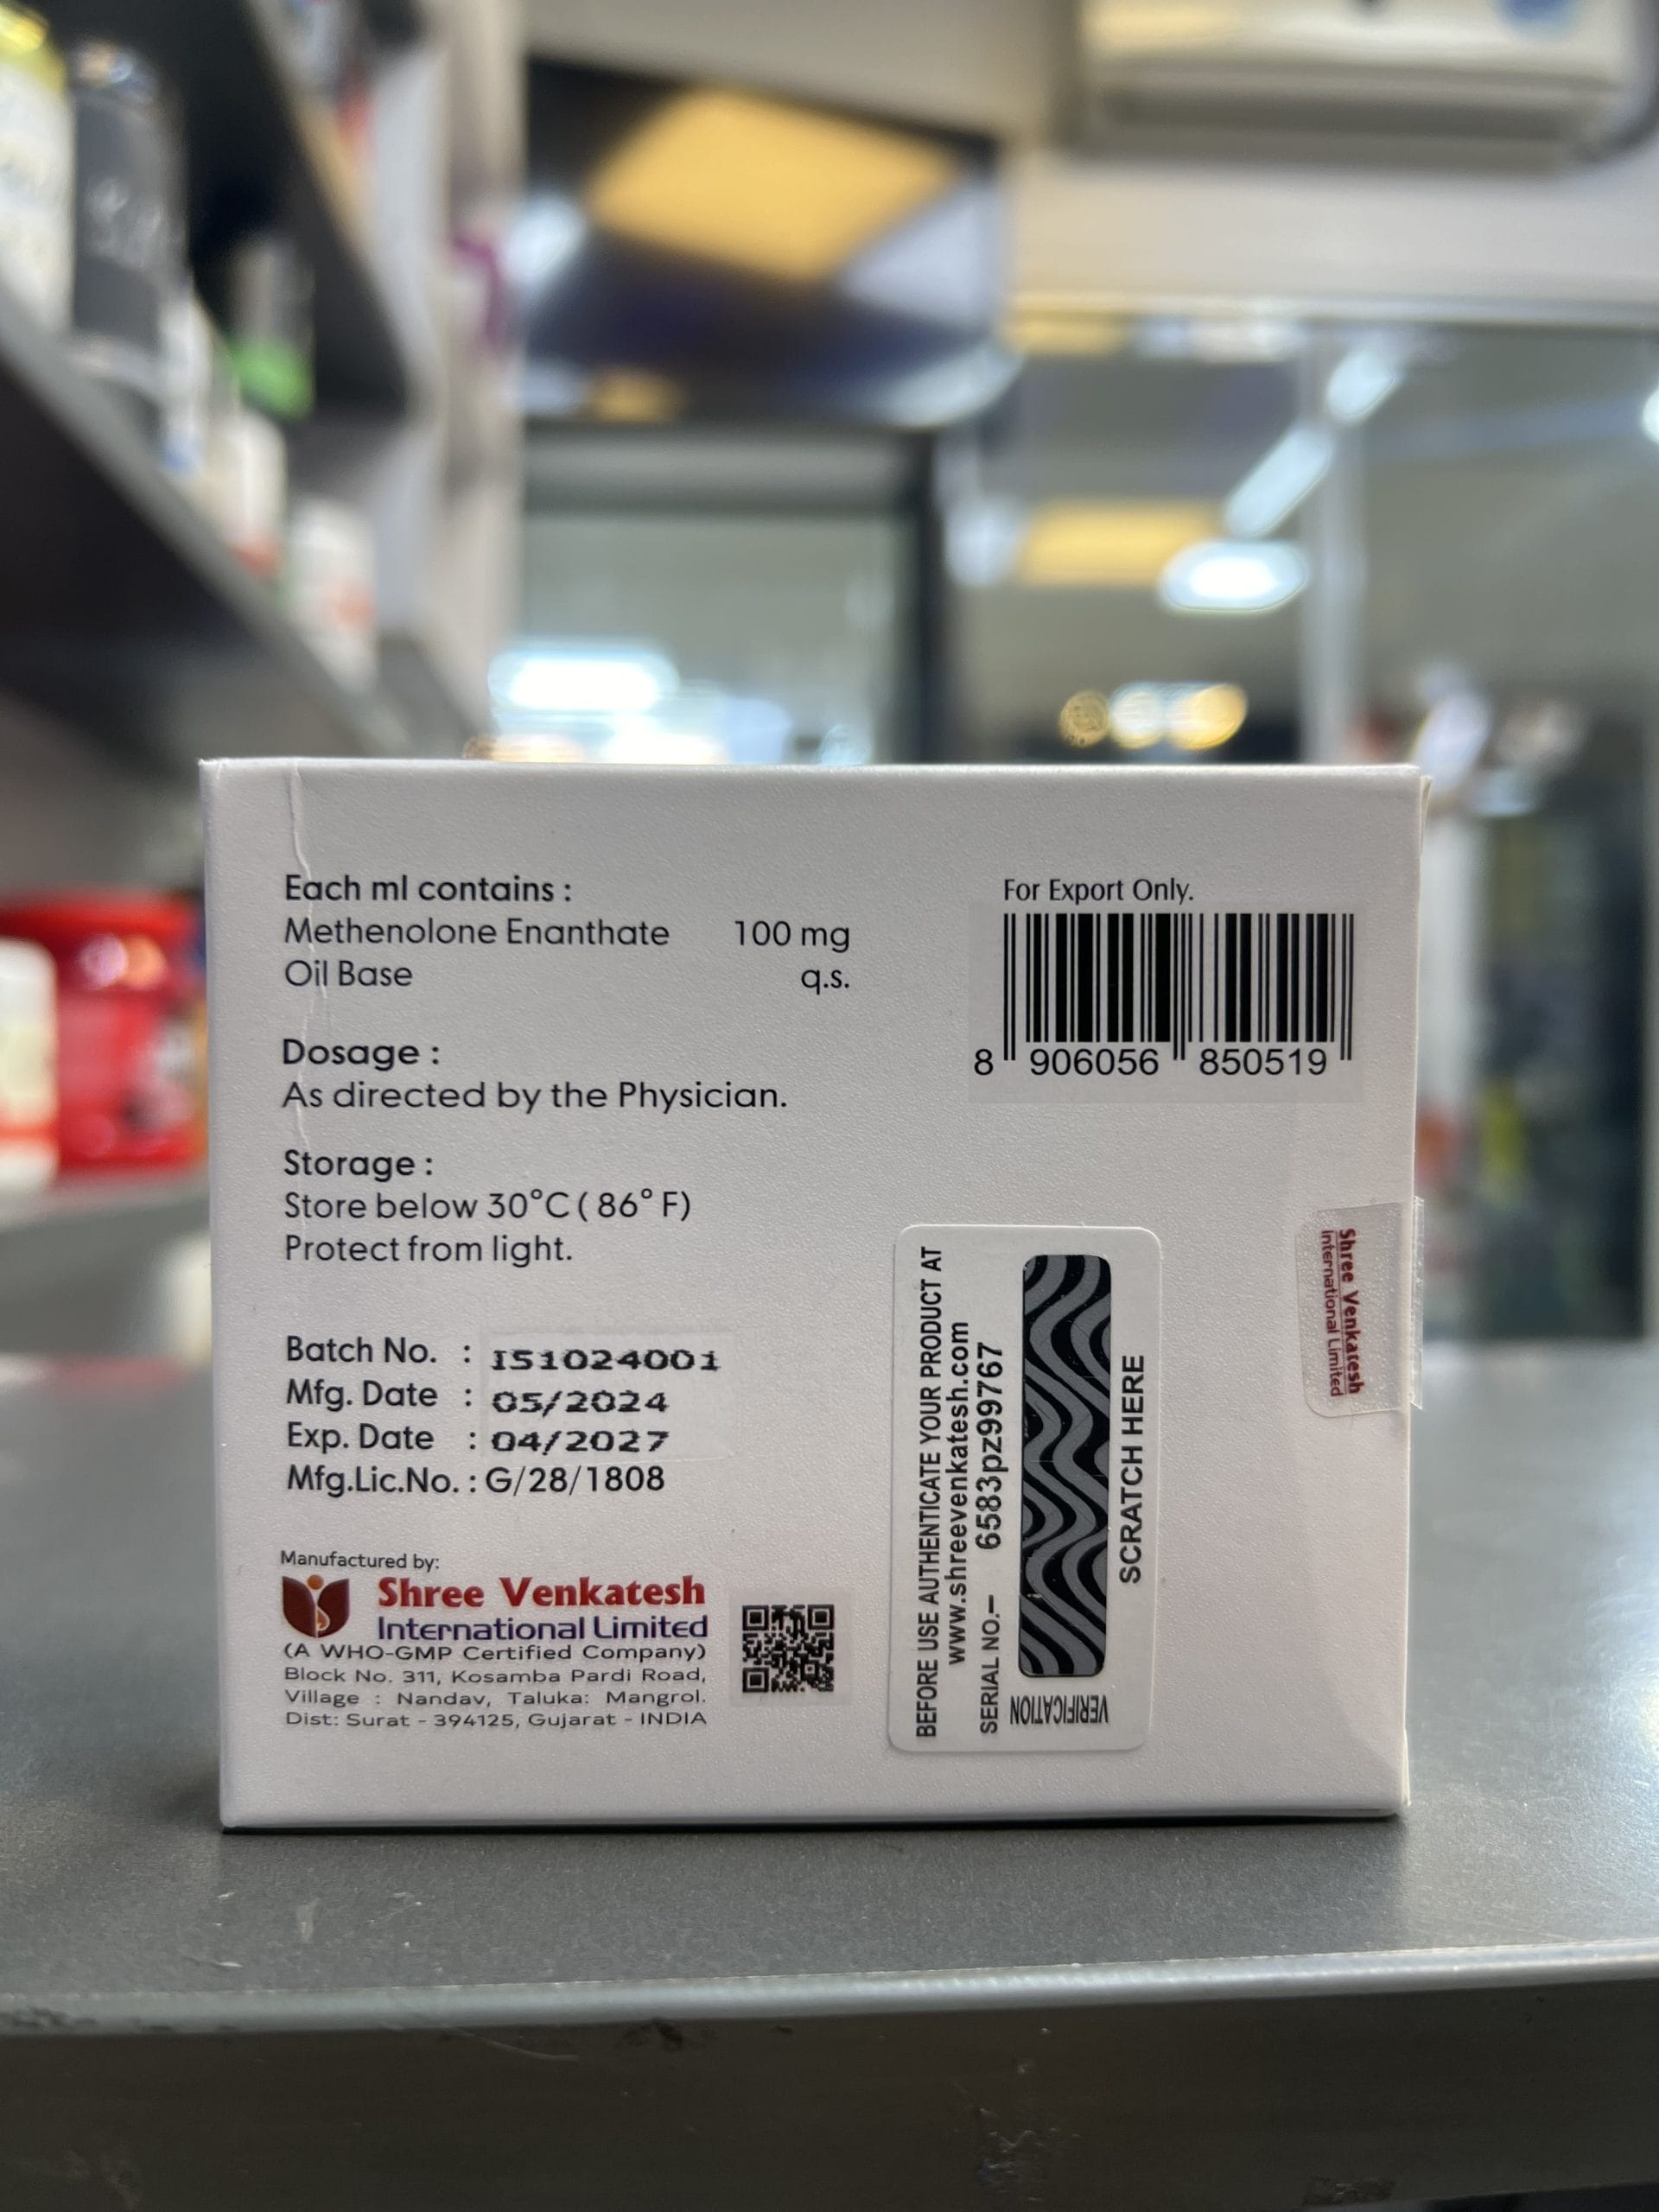 Each ml contains :
Methenolone Enanthate 100 mg
Oil Base q.s.
Dosage :
As directed by the Physician.
Storage :
Store below 30°C ( 86° F)
Protect from light.
Batch No. : IS1024001
Mfg. Date : 05/2024
Exp. Date : 04/2027
Mfg.Lic.No. : G/28/1808
Manufactured by:
Shree Venkatesh
International Limited
(A WHO-GMP Certified Company)
Block No. 311, Kosamba Pardi Road,
Village : Nandav, Taluka: Mangrol.
Dist: Surat - 394125, Gujarat - INDIA
For Export Only.
8 906056 850519
BEFORE USE AUTHENTICATE YOUR PRODUCT AT
www.shreevenkatesh.com
SERIAL NO.– 6583pz99767
SCRATCH HERE
VERIFICATION
Shree Venkatesh
International Limited